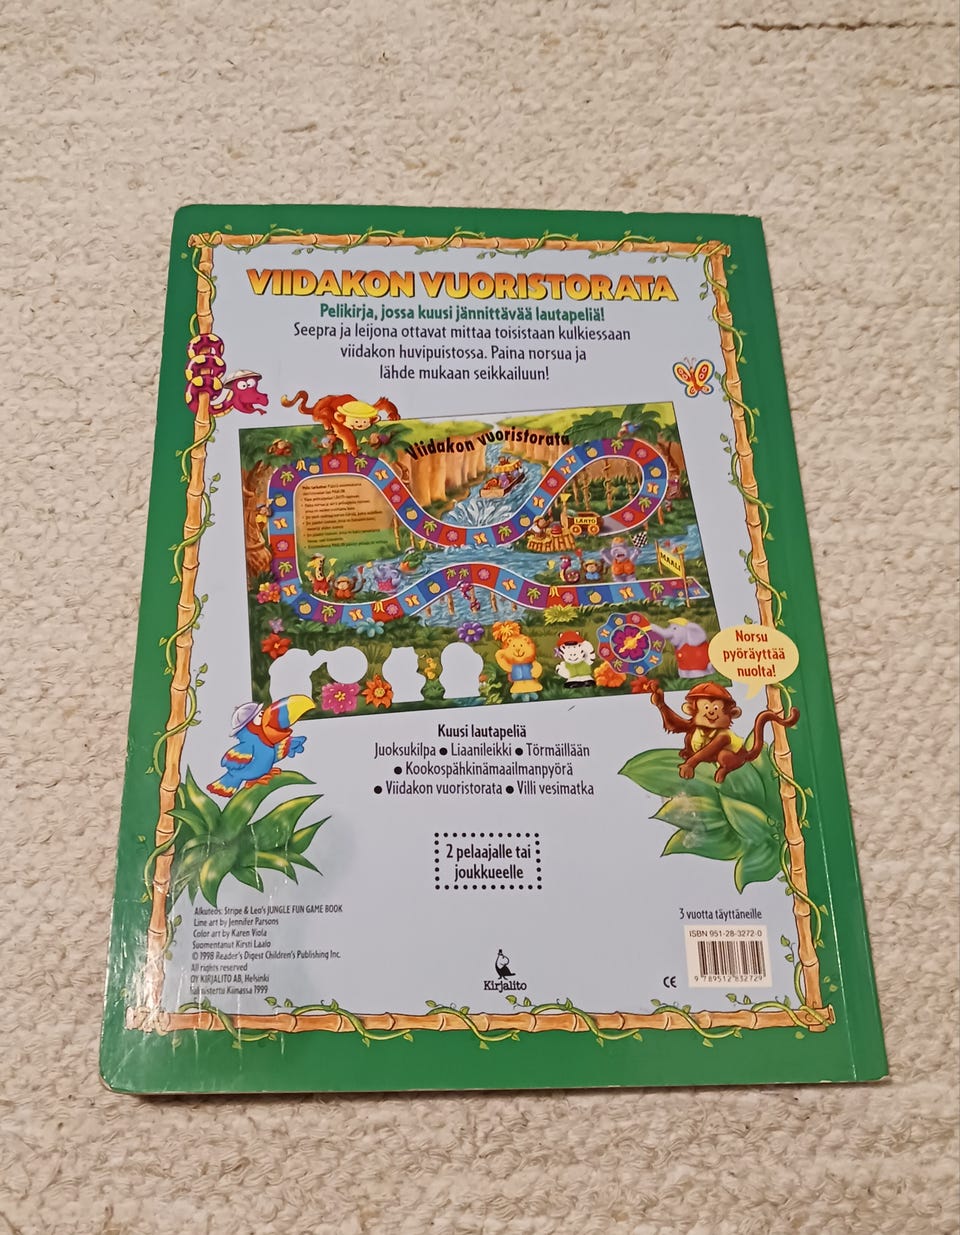 VIIDAKON VUORISTORATA
Pelikirja, jossa kuusi jännittävää lautapeliä!
Seepra ja leijona ottavat mittaa toisistaan kulkiessaan
viidakon huvipuistossa. Paina norsua ja
lähde mukaan seikkailuun!
Viidakon vuoristorata
LÄHTÖ
MAALI
Norsu
pyöräyttää
nuolta!
Kuusi lautapeliä
Juoksukilpa ● Liaanileikki ● Törmäillään
● Kookospähkinämaailmanpyörä
● Viidakon vuoristorata ● Villi vesimatka
2 pelaajalle tai
joukkueelle
Alkuteos: Stripe & Leo's JUNGLE FUN GAME BOOK
Line art by Jennifer Parsons
Color art by Karen Viola
Suomentanut Kirsti Laalo
© 1998 Reader's Digest Children's Publishing Inc.
All rights reserved
OY KIRJALITO AB, Helsinki
Valmistettu Kiinassa 1999
Kirjalito
3 vuotta täyttäneille
ISBN 951-28-3272-0
CE
9 789512 832729